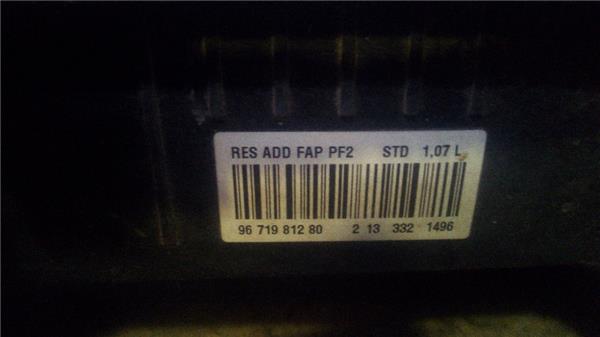 RES ADD FAP PF2 STD 1,07 L
96 719 812 80 2 13 332 1496